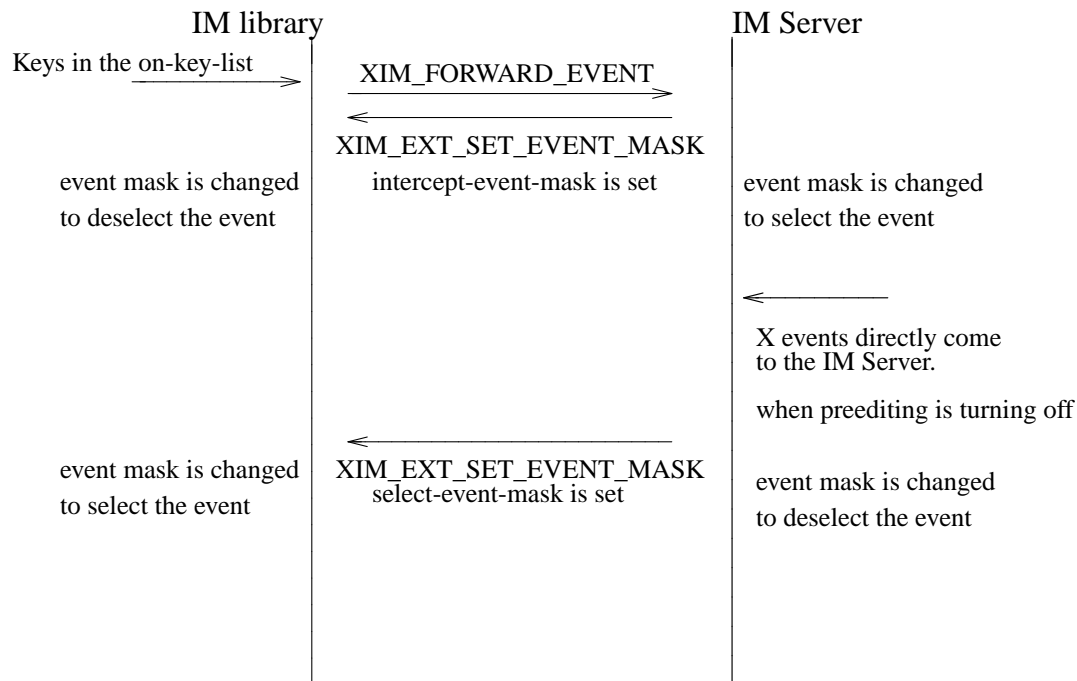 IM library
IM Server
Keys in the on-key-list
XIM_FORWARD_EVENT
XIM_EXT_SET_EVENT_MASK
event mask is changed
to deselect the event
intercept-event-mask is set
event mask is changed
to select the event
X events directly come
to the IM Server.
when preediting is turning off
event mask is changed
to select the event
XIM_EXT_SET_EVENT_MASK
select-event-mask is set
event mask is changed
to deselect the event